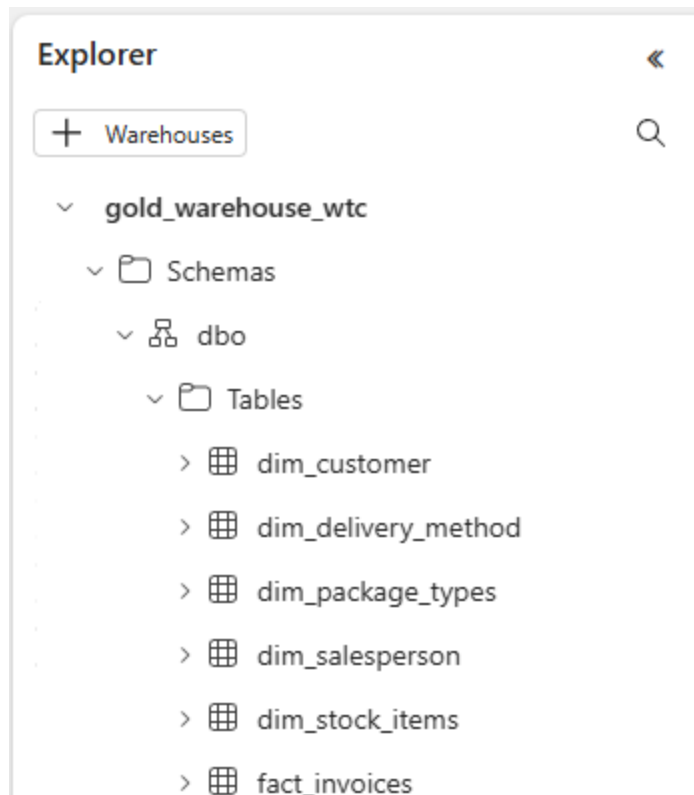 Explorer
Warehouses
gold_warehouse_wtc
Schemas
dbo
Tables
dim_customer
dim_delivery_method
dim_package_types
dim_salesperson
dim_stock_items
fact_invoices